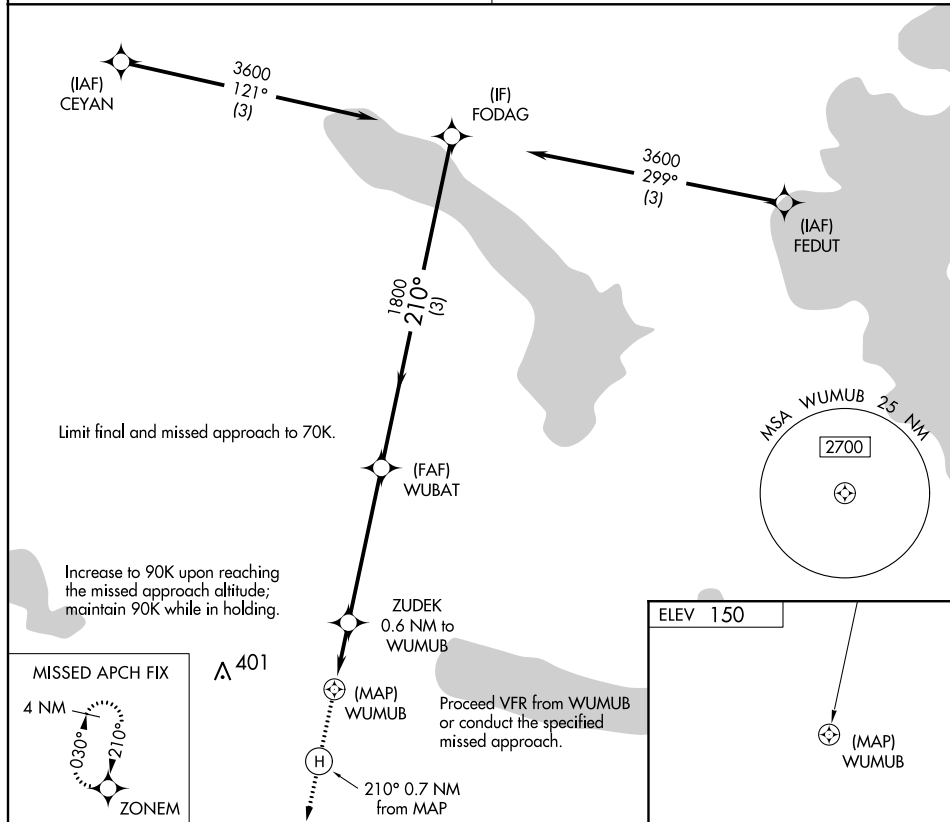 (IAF)
CEYAN
3600
121°
(3)
(IF)
FODAG
3600
299°
(3)
(IAF)
FEDUT
1800
210°
(3)
Limit final and missed approach to 70K.
(FAF)
WUBAT
MSA WUMUB 25 NM
2700
Increase to 90K upon reaching
the missed approach altitude;
maintain 90K while in holding.
ZUDEK
0.6 NM to
WUMUB
ELEV 150
MISSED APCH FIX
4 NM
030°
210°
ZONEM
401
(MAP)
WUMUB
Proceed VFR from WUMUB
or conduct the specified
missed approach.
H
210° 0.7 NM
from MAP
(MAP)
WUMUB